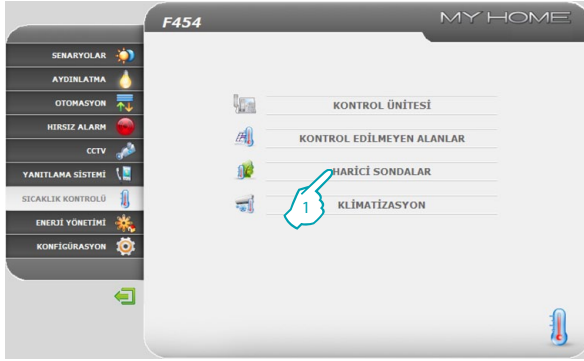 F454
MY HOME
SENARYOLAR
AYDINLATMA
OTOMASYON
HIRSIZ ALARM
CCTV
YANITLAMA SİSTEMİ
SICAKLIK KONTROLÜ
ENERJİ YÖNETİMİ
KONFİGÜRASYON
KONTROL ÜNİTESİ
KONTROL EDİLMEYEN ALANLAR
HARİCİ SONDALAR
KLİMATİZASYON
1